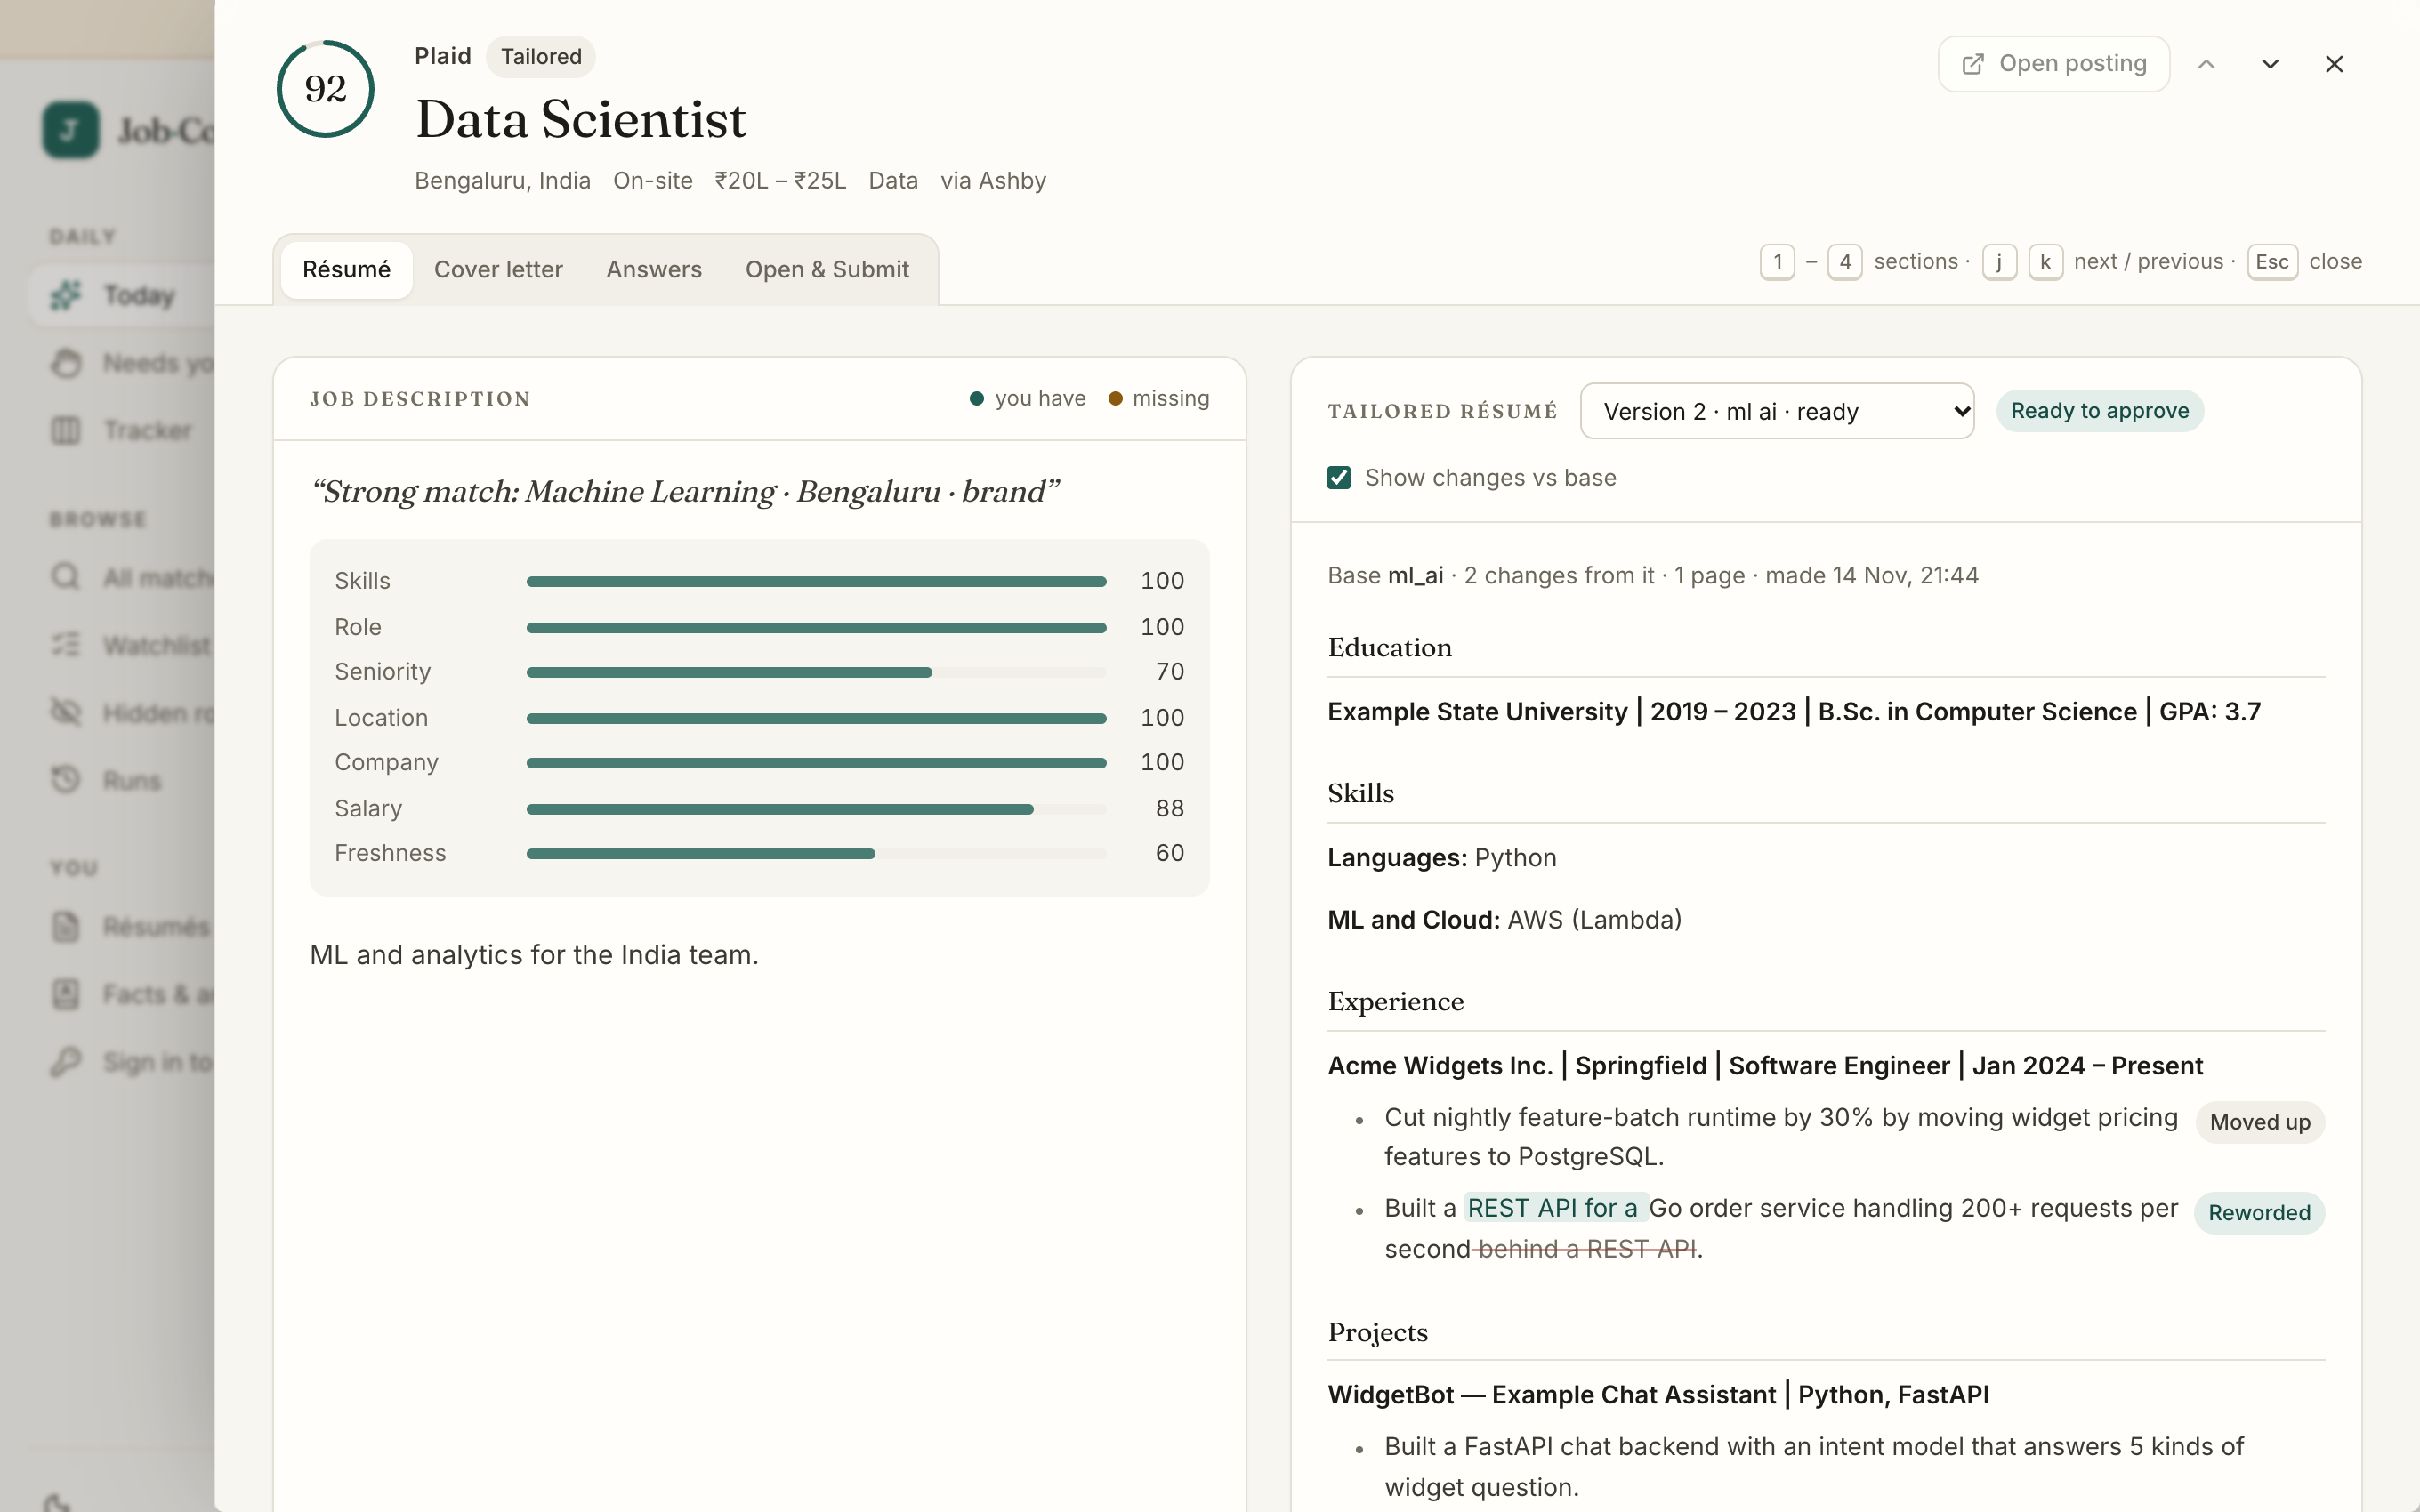 J Job-Co
DAILY
Today
Needs yo
Tracker
BROWSE
All match
Watchlist
Hidden ro
Runs
YOU
Résumés
Facts & a
Sign in to
92
Plaid Tailored
Data Scientist
Bengaluru, India On-site ₹20L – ₹25L Data via Ashby
Open posting
Résumé Cover letter Answers Open & Submit
1 – 4 sections · j k next / previous · Esc close
JOB DESCRIPTION you have missing
“Strong match: Machine Learning · Bengaluru · brand”
Skills 100
Role 100
Seniority 70
Location 100
Company 100
Salary 88
Freshness 60
ML and analytics for the India team.
TAILORED RÉSUMÉ Version 2 · ml ai · ready Ready to approve
Show changes vs base
Base ml_ai · 2 changes from it · 1 page · made 14 Nov, 21:44
Education
Example State University | 2019 – 2023 | B.Sc. in Computer Science | GPA: 3.7
Skills
Languages: Python
ML and Cloud: AWS (Lambda)
Experience
Acme Widgets Inc. | Springfield | Software Engineer | Jan 2024 – Present
• Cut nightly feature-batch runtime by 30% by moving widget pricing Moved up
features to PostgreSQL.
• Built a REST API for a Go order service handling 200+ requests per Reworded
second behind a REST API.
Projects
WidgetBot — Example Chat Assistant | Python, FastAPI
• Built a FastAPI chat backend with an intent model that answers 5 kinds of
widget question.